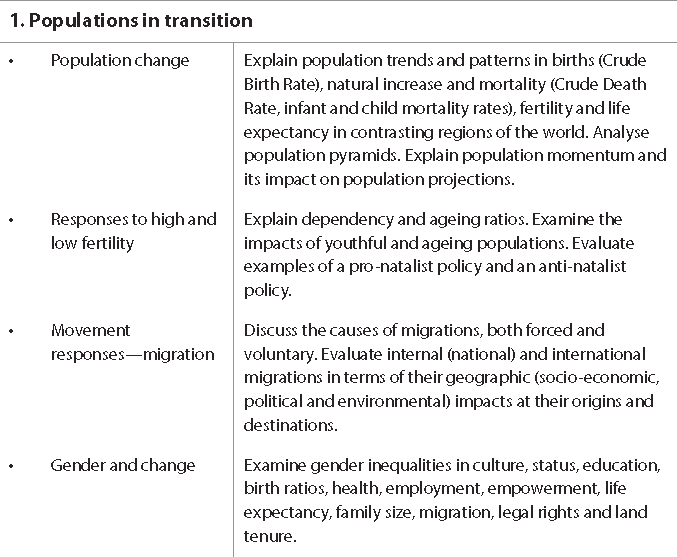 1. Populations in transition
• Population change
Explain population trends and patterns in births (Crude
Birth Rate), natural increase and mortality (Crude Death
Rate, infant and child mortality rates), fertility and life
expectancy in contrasting regions of the world. Analyse
population pyramids. Explain population momentum and
its impact on population projections.
• Responses to high and
low fertility
Explain dependency and ageing ratios. Examine the
impacts of youthful and ageing populations. Evaluate
examples of a pro-natalist policy and an anti-natalist
policy.
• Movement
responses—migration
Discuss the causes of migrations, both forced and
voluntary. Evaluate internal (national) and international
migrations in terms of their geographic (socio-economic,
political and environmental) impacts at their origins and
destinations.
• Gender and change
Examine gender inequalities in culture, status, education,
birth ratios, health, employment, empowerment, life
expectancy, family size, migration, legal rights and land
tenure.